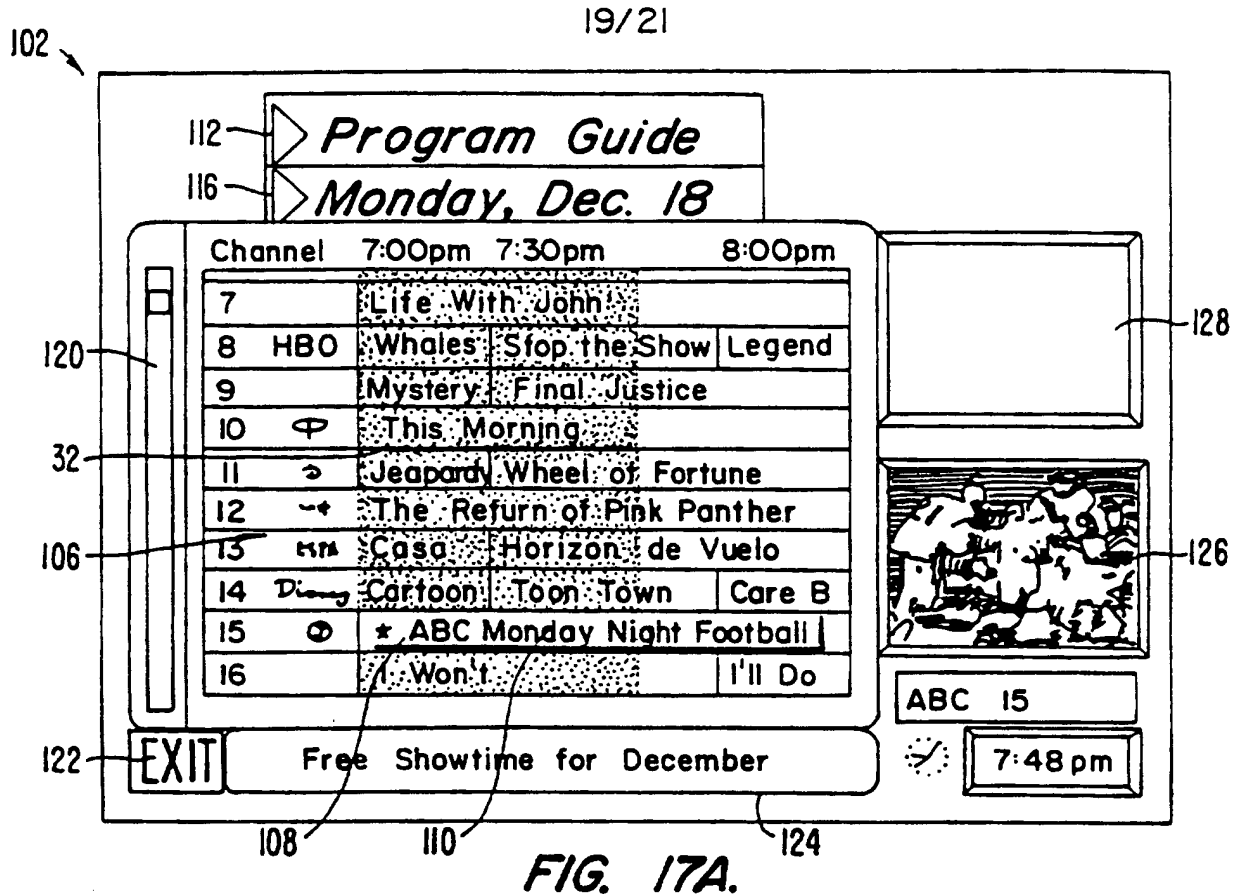 19/21
102
112 Program Guide
116 Monday, Dec. 18
Channel 7:00pm 7:30pm 8:00pm
7 Life With John
8 HBO Whales Stop the Show Legend
128
120
9 Mystery Final Justice
10 This Morning
32
11 Jeapardy Wheel of Fortune
12 The Return of Pink Panther
106
13 Casa Horizon de Vuelo
126
14 Disney Cartoon Toon Town Care B
15 ★ ABC Monday Night Football
16 I Won't I'll Do
ABC 15
122 EXIT Free Showtime for December 7:48pm
108 110 124
FIG. 17A.